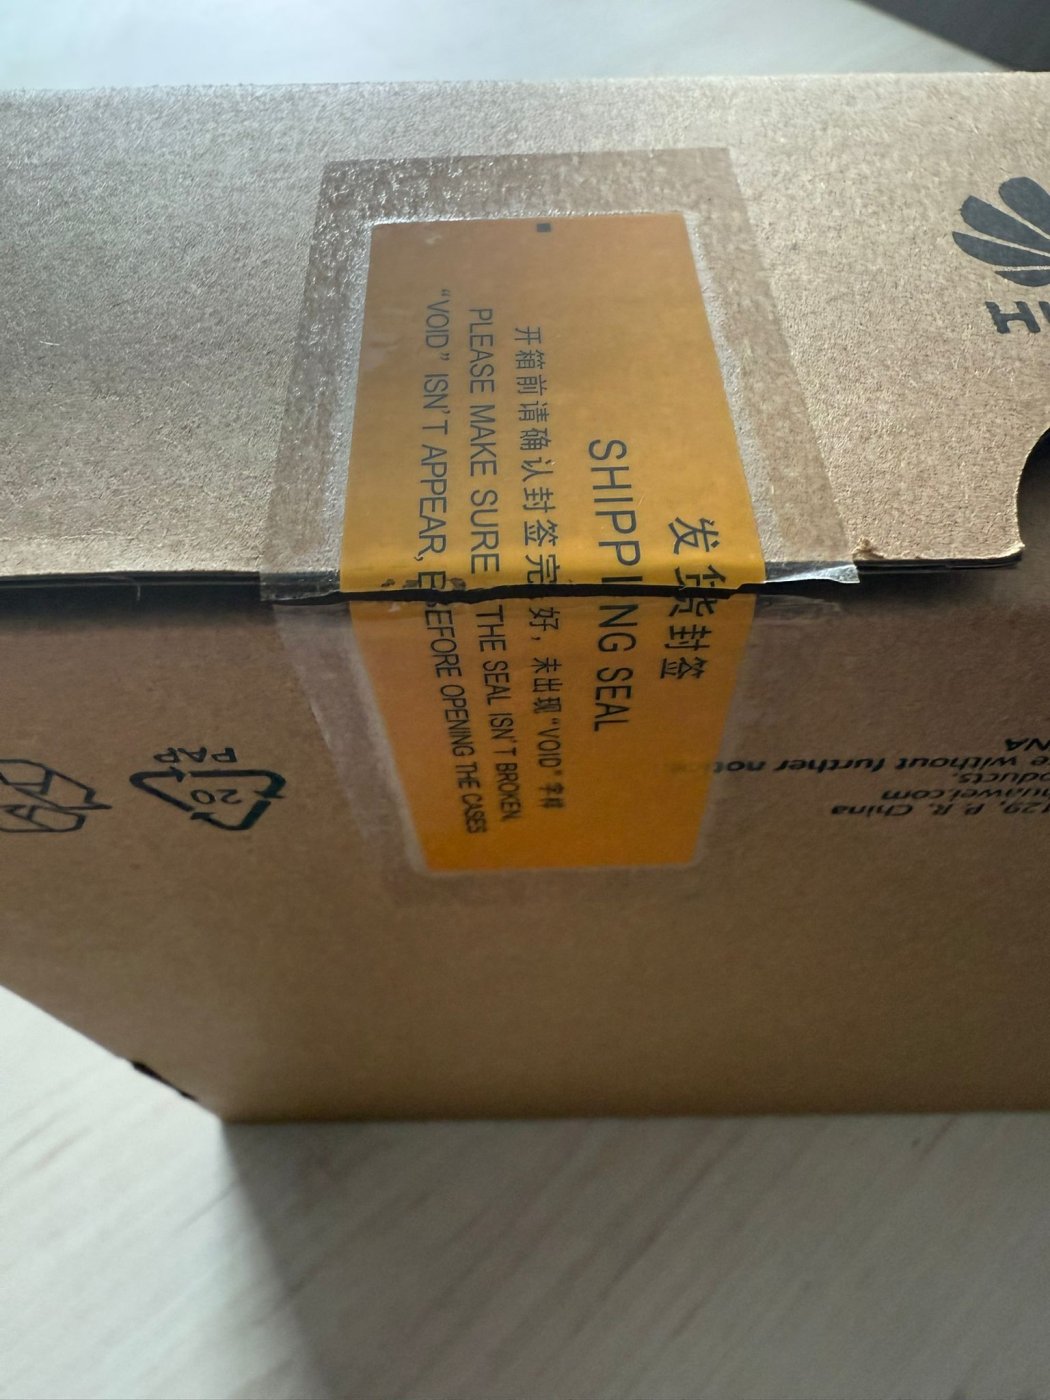 发货封签
SHIPPING SEAL
开箱前请确认封签完好，未出现“VOID”字样
PLEASE MAKE SURE THE SEAL ISN'T BROKEN
“VOID” ISN'T APPEAR, BEFORE OPENING THE CASES
129, P. R. China
without further
20
PAP